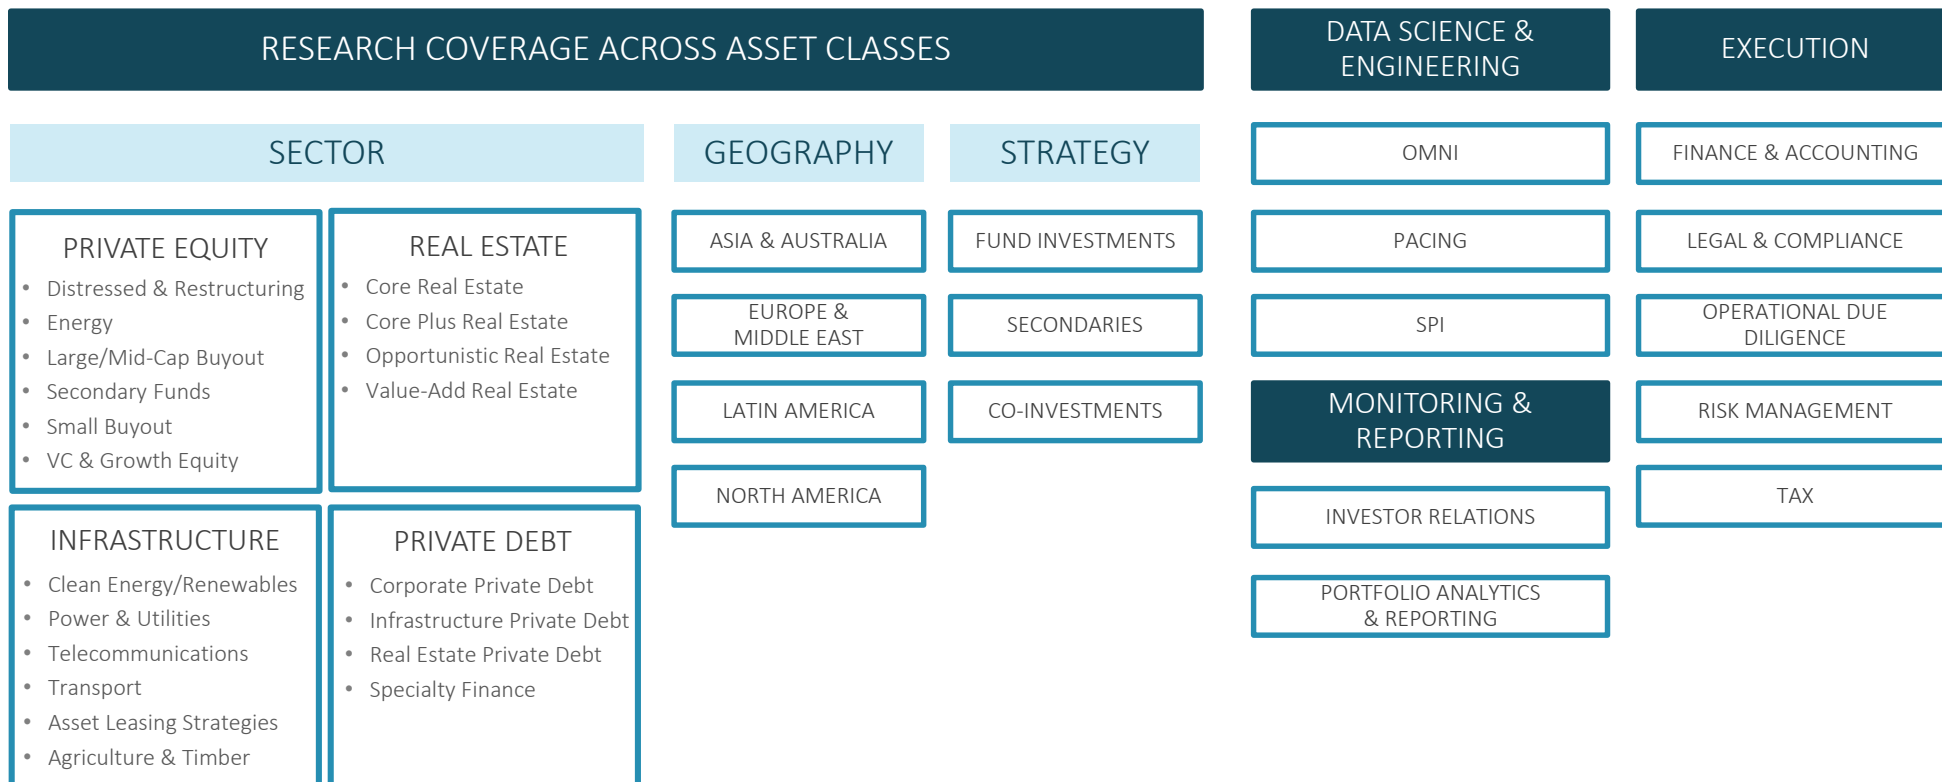 RESEARCH COVERAGE ACROSS ASSET CLASSES
SECTOR
PRIVATE EQUITY
• Distressed & Restructuring
• Energy
• Large/Mid-Cap Buyout
• Secondary Funds
• Small Buyout
• VC & Growth Equity
REAL ESTATE
• Core Real Estate
• Core Plus Real Estate
• Opportunistic Real Estate
• Value-Add Real Estate
INFRASTRUCTURE
• Clean Energy/Renewables
• Power & Utilities
• Telecommunications
• Transport
• Asset Leasing Strategies
• Agriculture & Timber
PRIVATE DEBT
• Corporate Private Debt
• Infrastructure Private Debt
• Real Estate Private Debt
• Specialty Finance
GEOGRAPHY
ASIA & AUSTRALIA
EUROPE &
MIDDLE EAST
LATIN AMERICA
NORTH AMERICA
STRATEGY
FUND INVESTMENTS
SECONDARIES
CO-INVESTMENTS
DATA SCIENCE &
ENGINEERING
OMNI
PACING
SPI
MONITORING &
REPORTING
INVESTOR RELATIONS
PORTFOLIO ANALYTICS
& REPORTING
EXECUTION
FINANCE & ACCOUNTING
LEGAL & COMPLIANCE
OPERATIONAL DUE
DILIGENCE
RISK MANAGEMENT
TAX